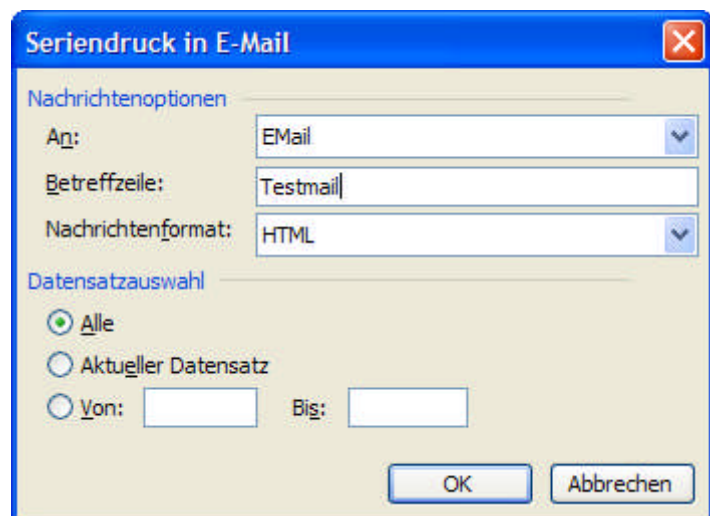 Seriendruck in E-Mail
Nachrichtenoptionen
An: EMail
Betreffzeile: Testmail
Nachrichtenformat: HTML
Datensatzauswahl
Alle
Aktueller Datensatz
Von: Bis:
OK Abbrechen